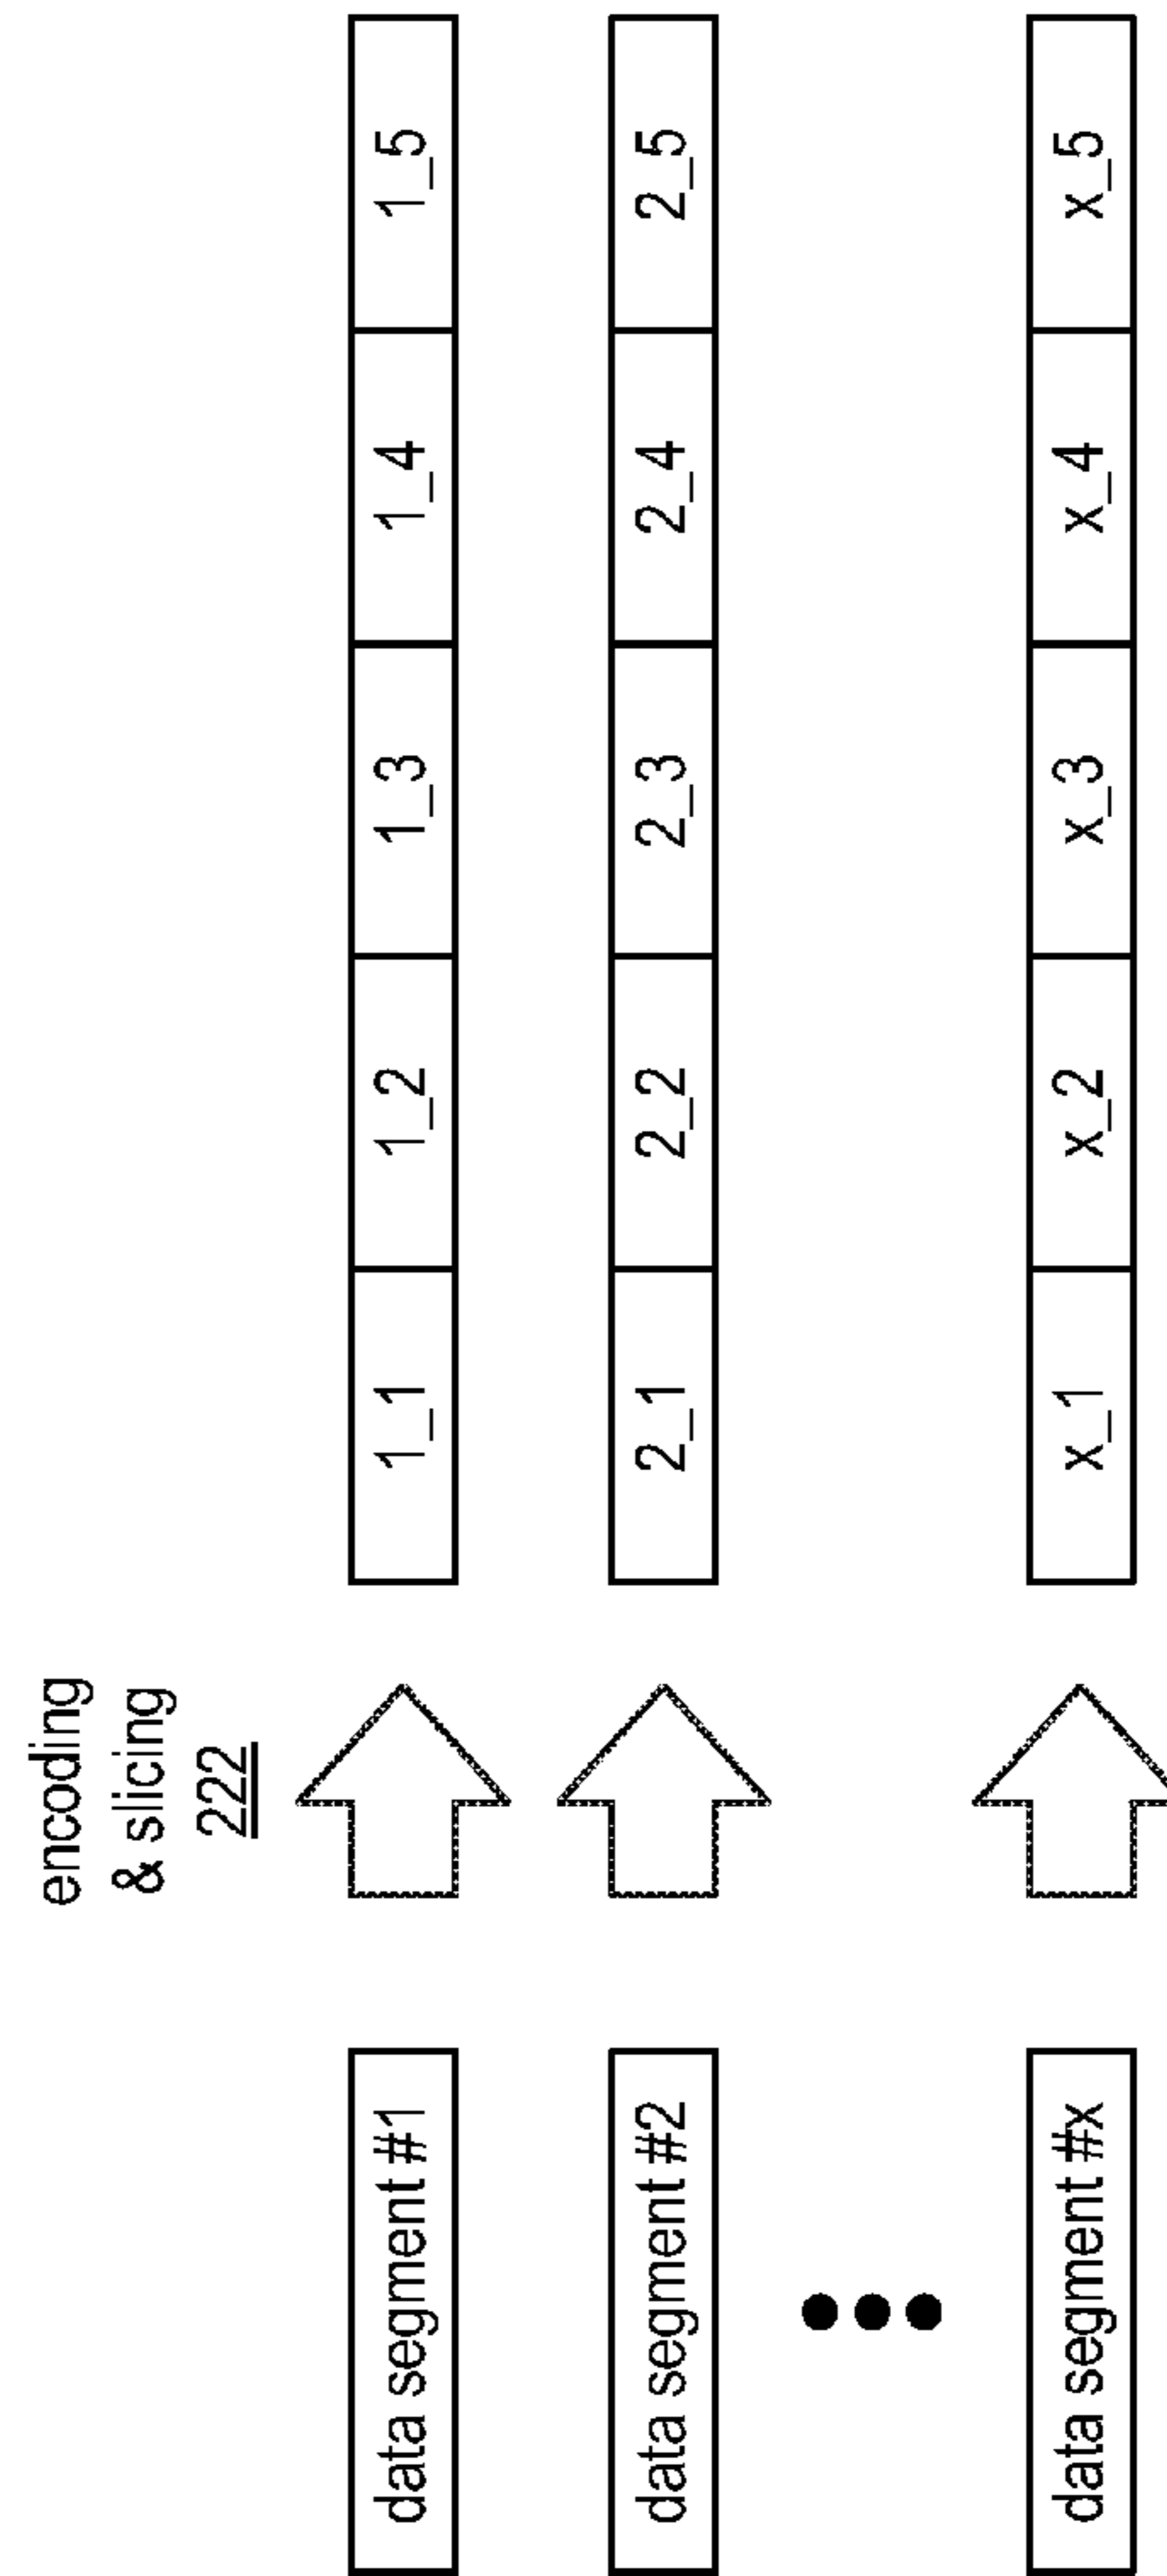 encoding
& slicing
222
data segment #1
1_1
1_2
1_3
1_4
1_5
data segment #2
2_1
2_2
2_3
2_4
2_5
data segment #x
x_1
x_2
x_3
x_4
x_5